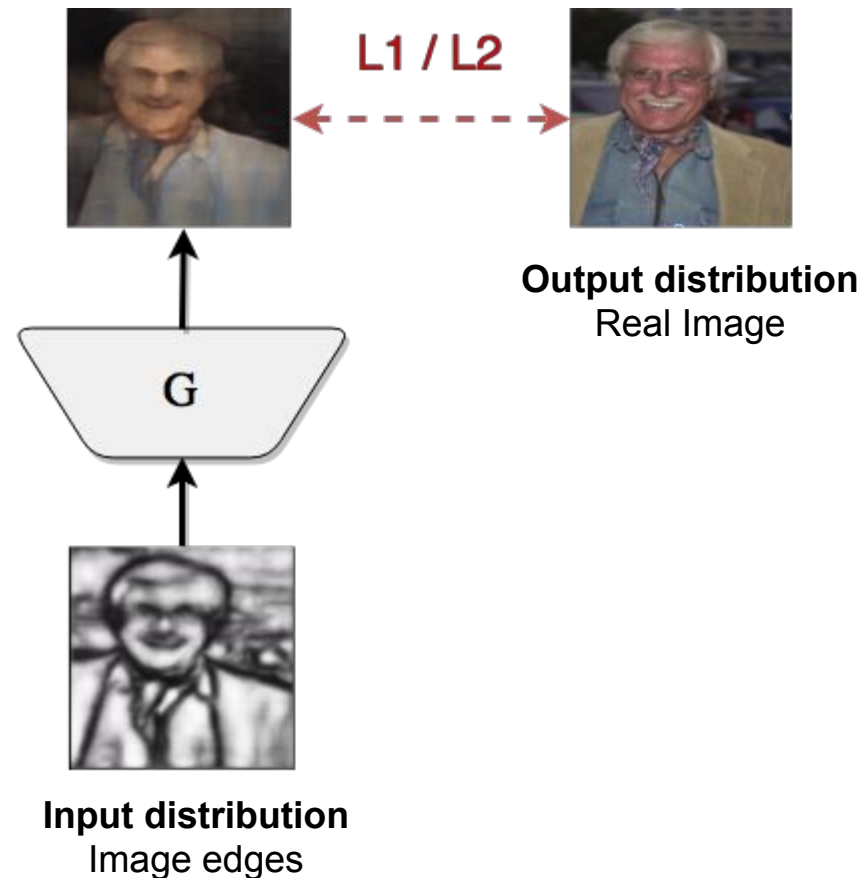 L1 / L2
Output distribution
Real Image
G
Input distribution
Image edges